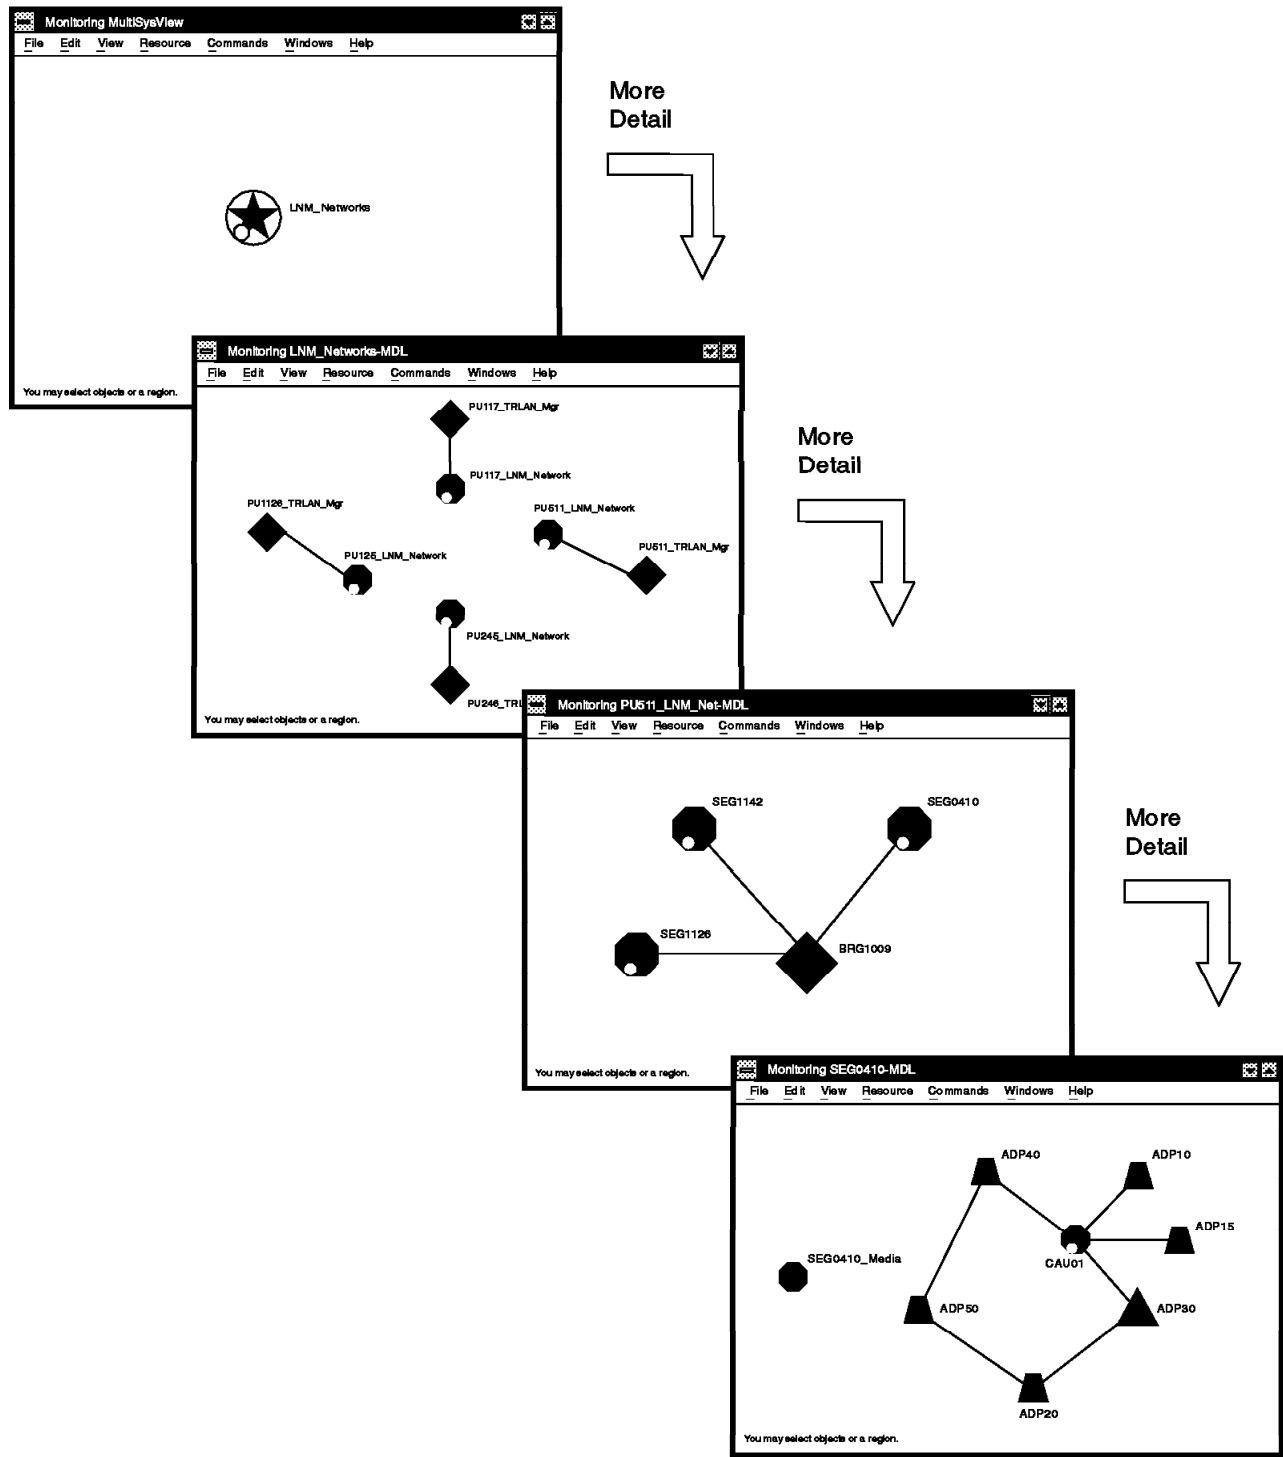 Monitoring MultiSysView
File Edit View Resource Commands Windows Help
LNM_Networks
You may select objects or a region.
More
Detail
Monitoring LNM_Networks-MDL
File Edit View Resource Commands Windows Help
PU117_TRLAN_Mgr
PU117_LNM_Network
PU1126_TRLAN_Mgr
PU511_LNM_Network
PU125_LNM_Network
PU511_TRLAN_Mgr
PU245_LNM_Network
PU246_TRL
You may select objects or a region.
More
Detail
Monitoring PU511_LNM_Net-MDL
File Edit View Resource Commands Windows Help
SEG1142
SEG0410
SEG1126
BRG1009
You may select objects or a region.
More
Detail
Monitoring SEG0410-MDL
File Edit View Resource Commands Windows Help
ADP40
ADP10
ADP15
CAU01
SEG0410_Media
ADP50
ADP30
ADP20
You may select objects or a region.